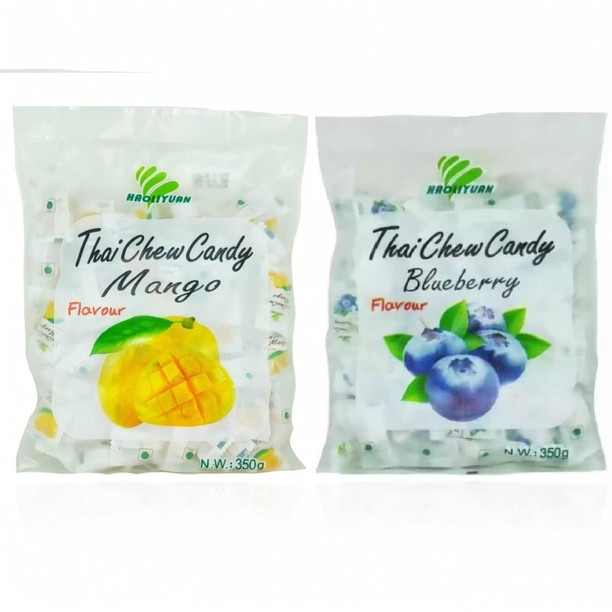 HAOLIYUAN
Thai Chew Candy
Mango
Flavour
N.W.: 350g
HAOLIYUAN
Thai Chew Candy
Blueberry
Flavour
N.W.: 350g